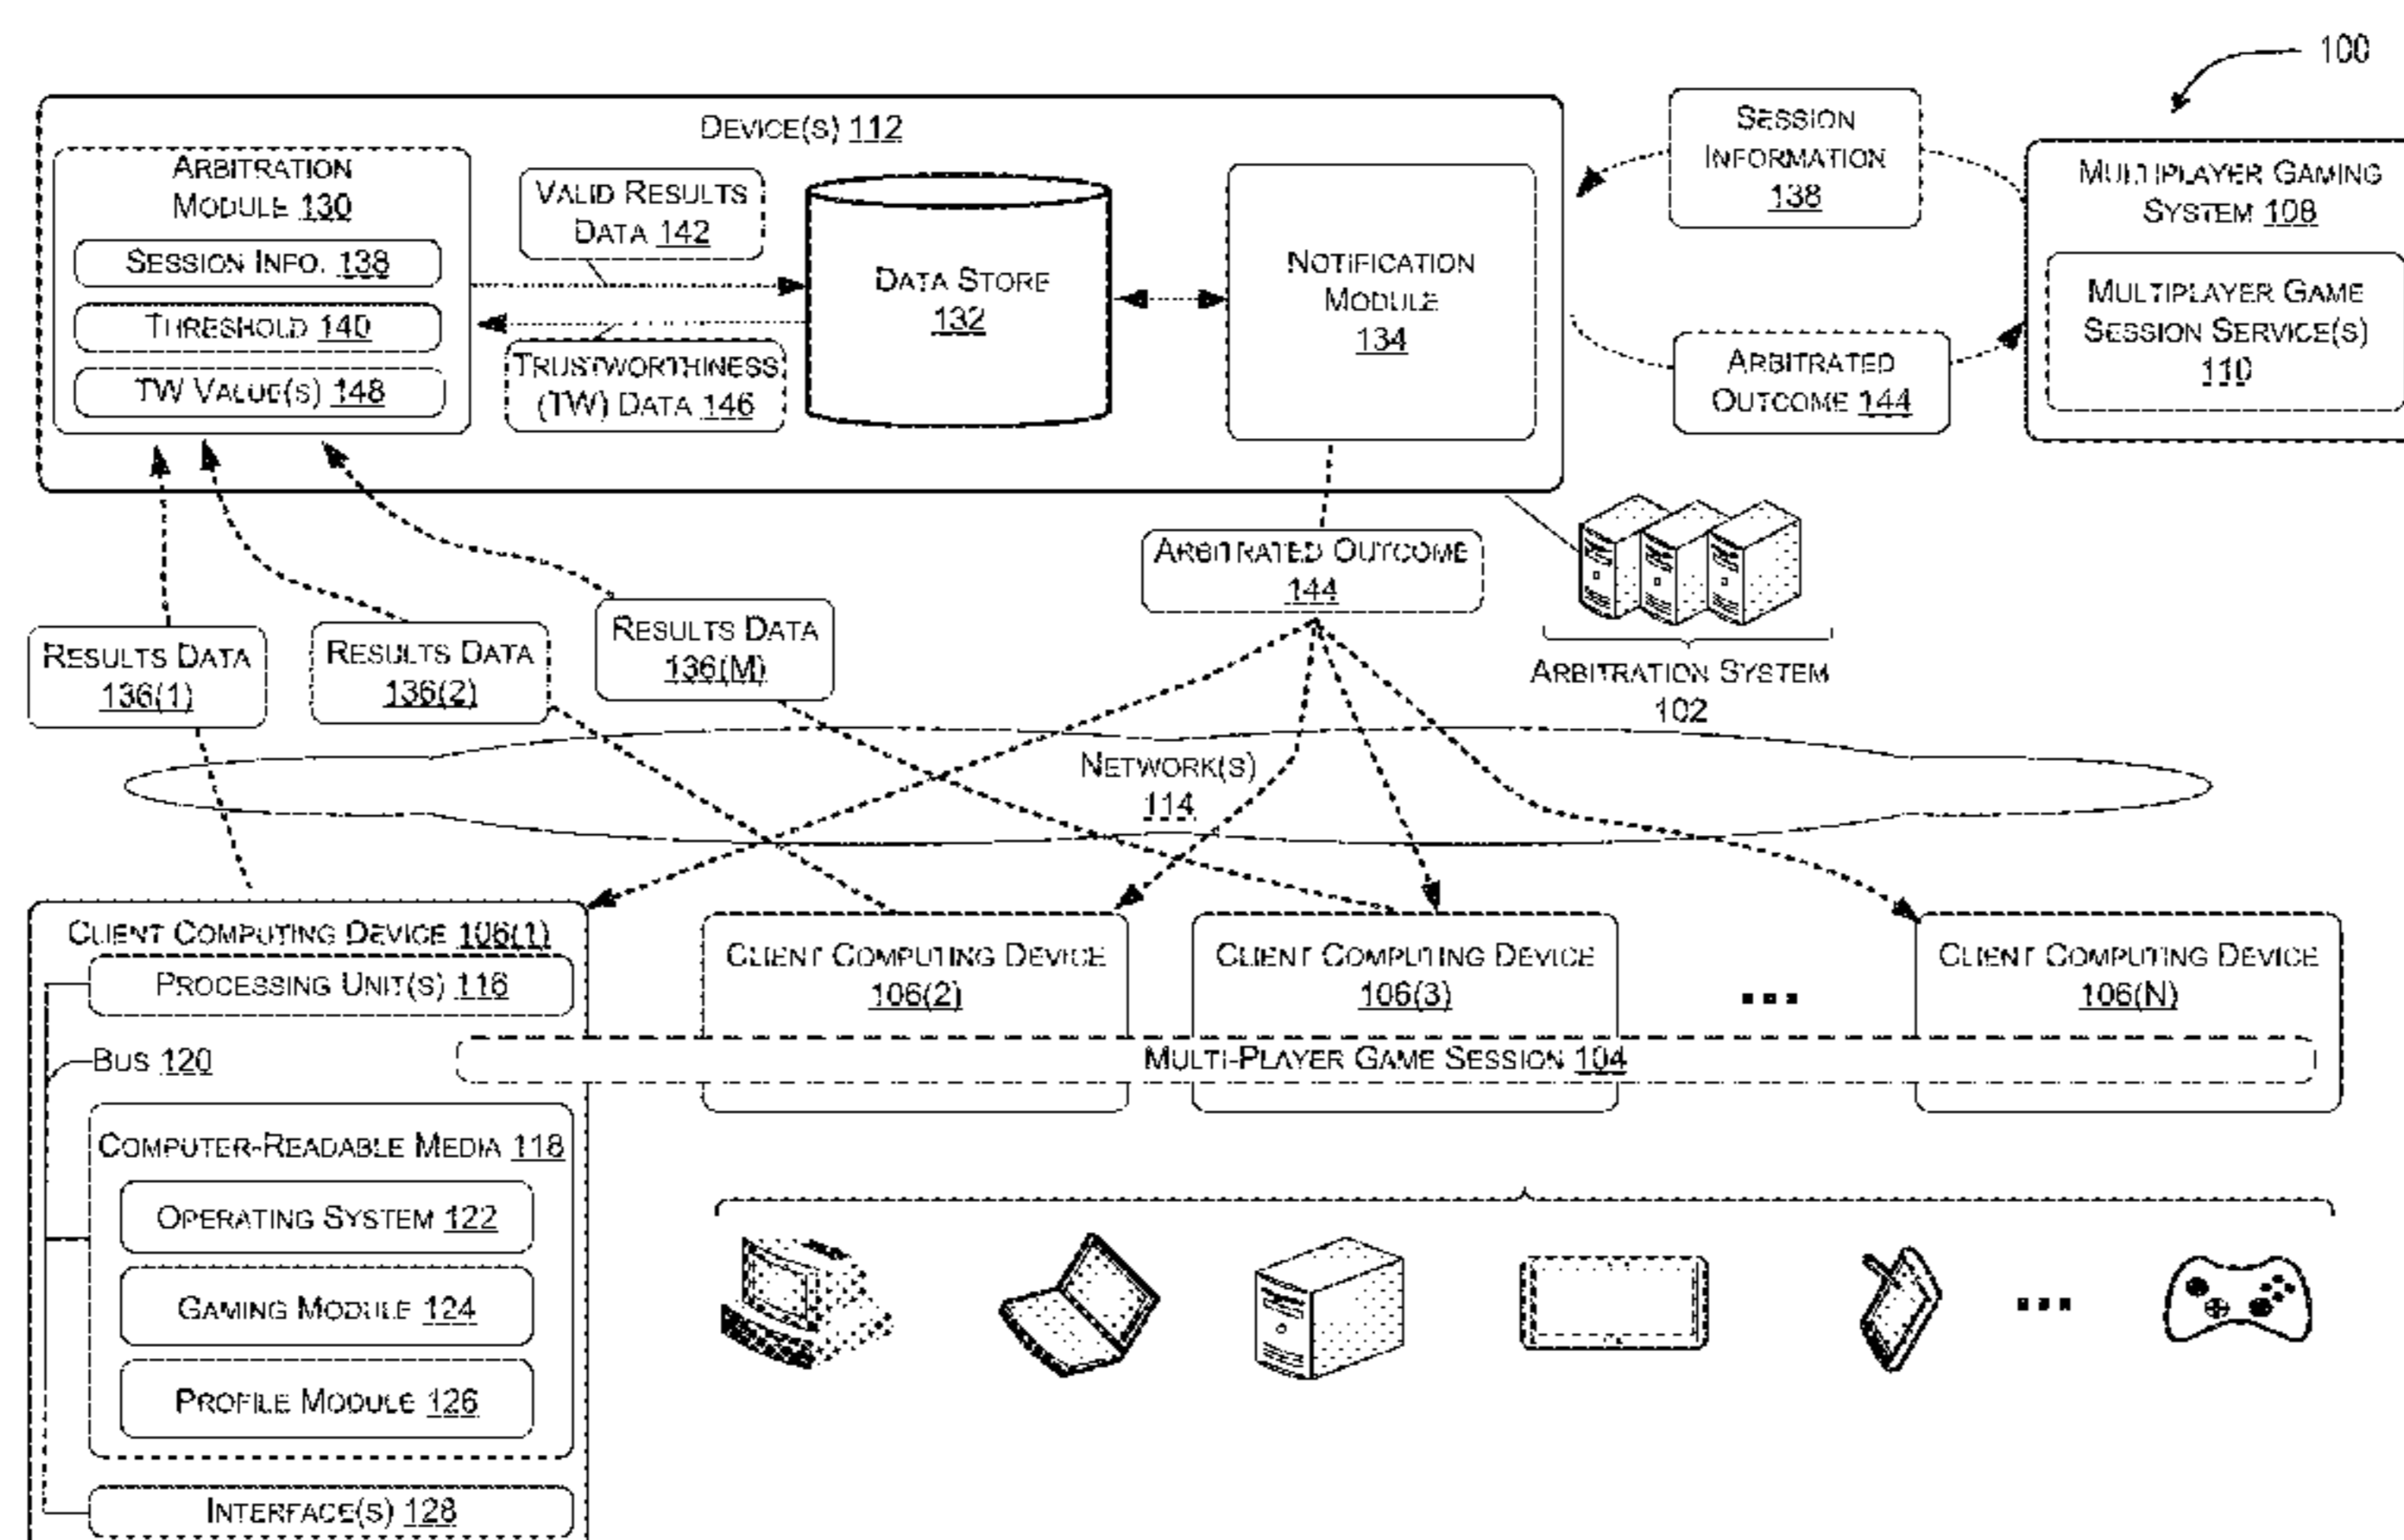 100
DEVICE(S) 112
ARBITRATION
MODULE 130
SESSION INFO. 138
THRESHOLD 140
TW VALUE(S) 148
VALID RESULTS
DATA 142
TRUSTWORTHINESS
(TW) DATA 146
DATA STORE
132
NOTIFICATION
MODULE
134
SESSION
INFORMATION
138
ARBITRATED
OUTCOME 144
MULTIPLAYER GAMING
SYSTEM 108
MULTIPLAYER GAME
SESSION SERVICE(S)
110
RESULTS DATA
136(1)
RESULTS DATA
136(2)
RESULTS DATA
136(M)
ARBITRATED OUTCOME
144
ARBITRATION SYSTEM
102
NETWORK(S)
114
CLIENT COMPUTING DEVICE 106(1)
PROCESSING UNIT(S) 116
BUS 120
COMPUTER-READABLE MEDIA 118
OPERATING SYSTEM 122
GAMING MODULE 124
PROFILE MODULE 126
INTERFACE(S) 128
CLIENT COMPUTING DEVICE
106(2)
CLIENT COMPUTING DEVICE
106(3)
...
CLIENT COMPUTING DEVICE
106(N)
MULTI-PLAYER GAME SESSION 104
...